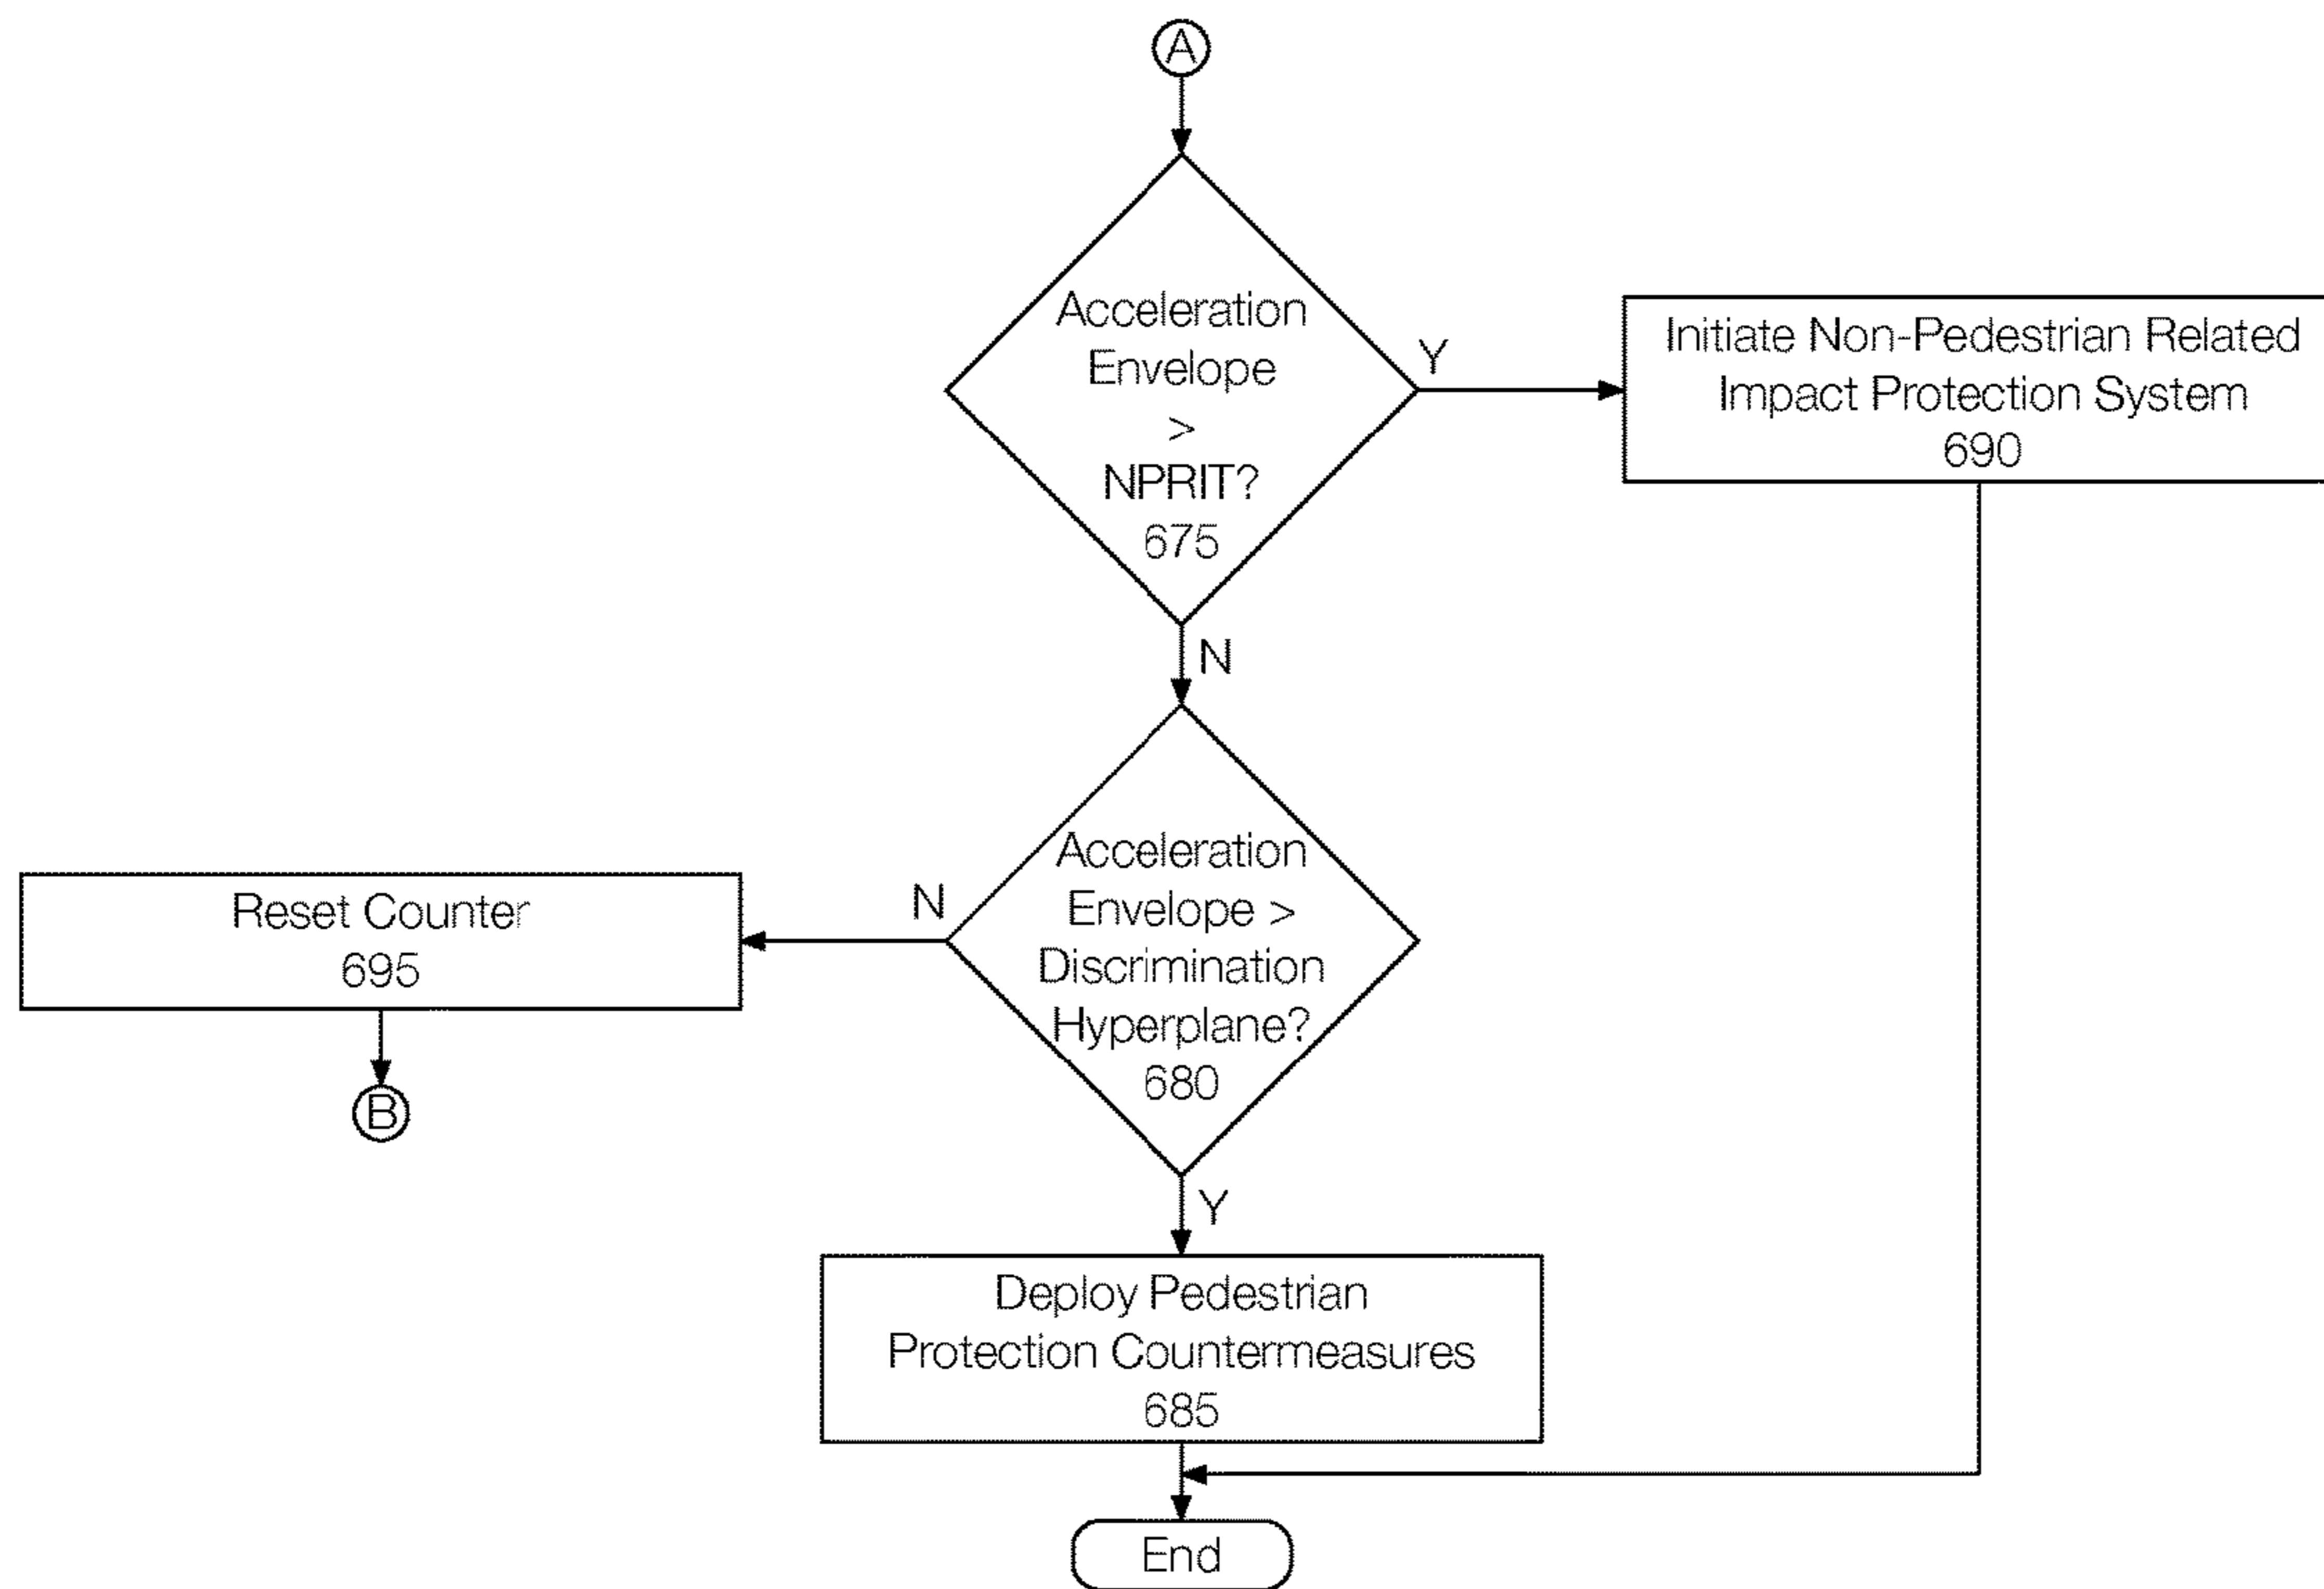 A
Acceleration
Envelope
>
NPRIT?
675
Y
Initiate Non-Pedestrian Related
Impact Protection System
690
N
Acceleration
Envelope >
Discrimination
Hyperplane?
680
N
Reset Counter
695
B
Y
Deploy Pedestrian
Protection Countermeasures
685
End